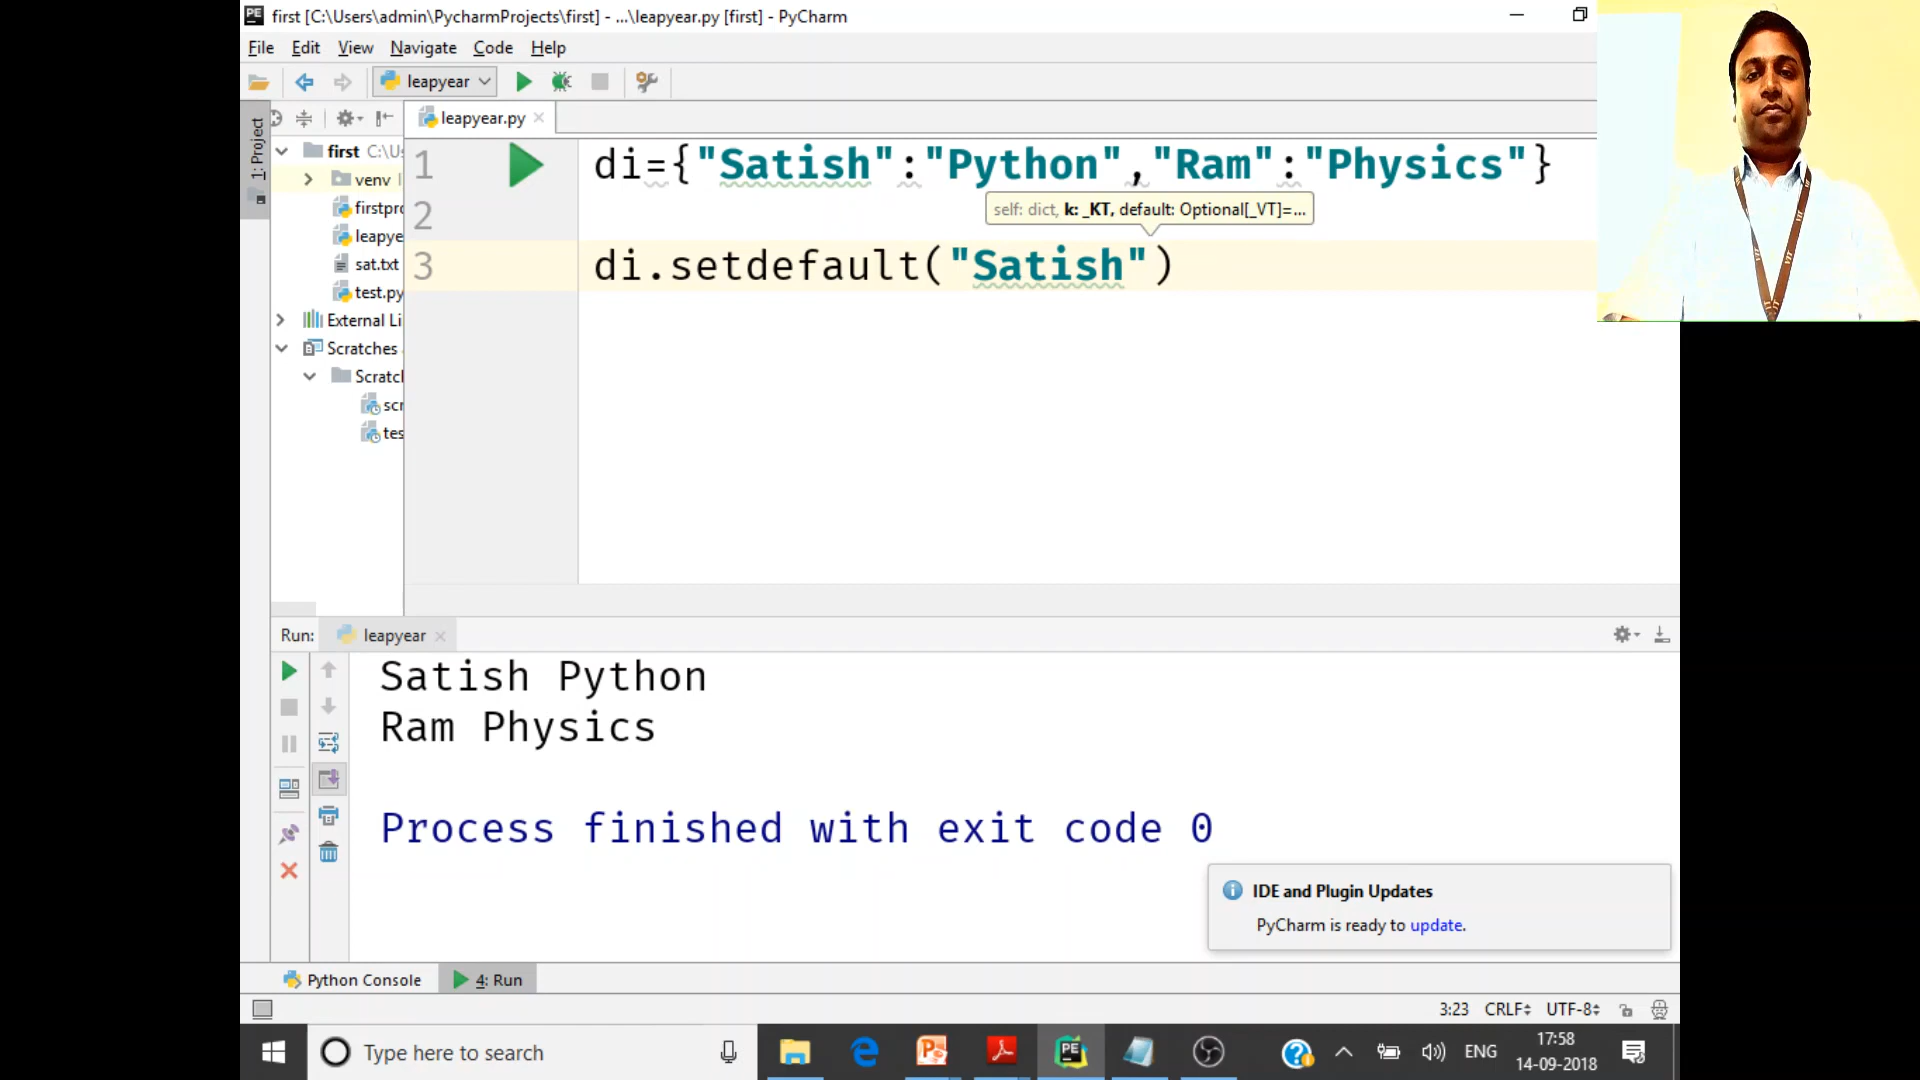 first [C:\Users\admin\PycharmProjects\first] - ...\leapyear.py [first] - PyCharm
File Edit View Navigate Code Help
leapyear
1: Project
leapyear.py
first C:\Us
venv
firstpro
leapye
sat.txt
test.py
External Li
Scratches
Scratcl
scr
tes
1 di={"Satish":"Python","Ram":"Physics"}
2
self: dict, k: _KT, default: Optional[_VT]=...
3 di.setdefault("Satish")
Run: leapyear
Satish Python
Ram Physics
Process finished with exit code 0
IDE and Plugin Updates
PyCharm is ready to update.
Python Console 4: Run
3:23 CRLF UTF-8
Type here to search
ENG
17:58
14-09-2018